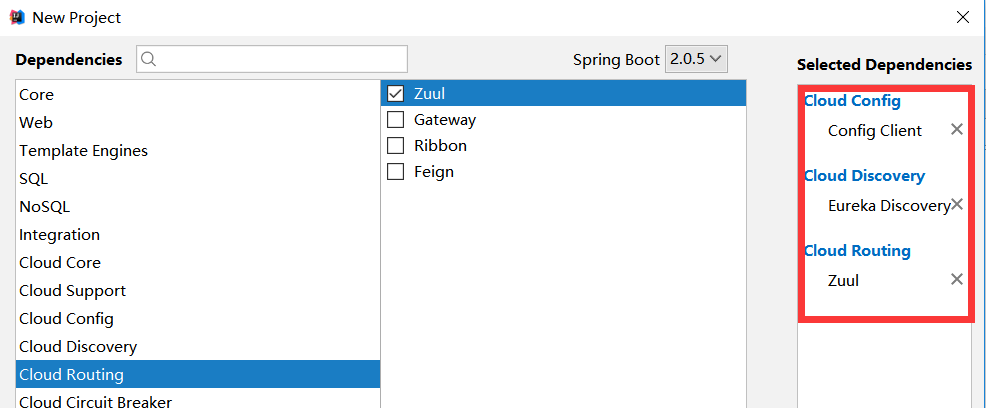 New Project
Dependencies
Spring Boot 2.0.5
Selected Dependencies
Core
Web
Template Engines
SQL
NoSQL
Integration
Cloud Core
Cloud Support
Cloud Config
Cloud Discovery
Cloud Routing
Cloud Circuit Breaker
Zuul
Gateway
Ribbon
Feign
Cloud Config
Config Client
Cloud Discovery
Eureka Discovery
Cloud Routing
Zuul